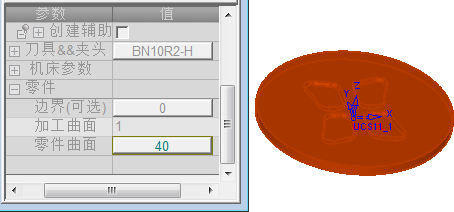 参数 值
创建辅助
刀具&&夹头 BN10R2-H
机床参数
零件
边界(可选) 0
加工曲面 1
零件曲面 40
Z
Y
X
UCS11_1